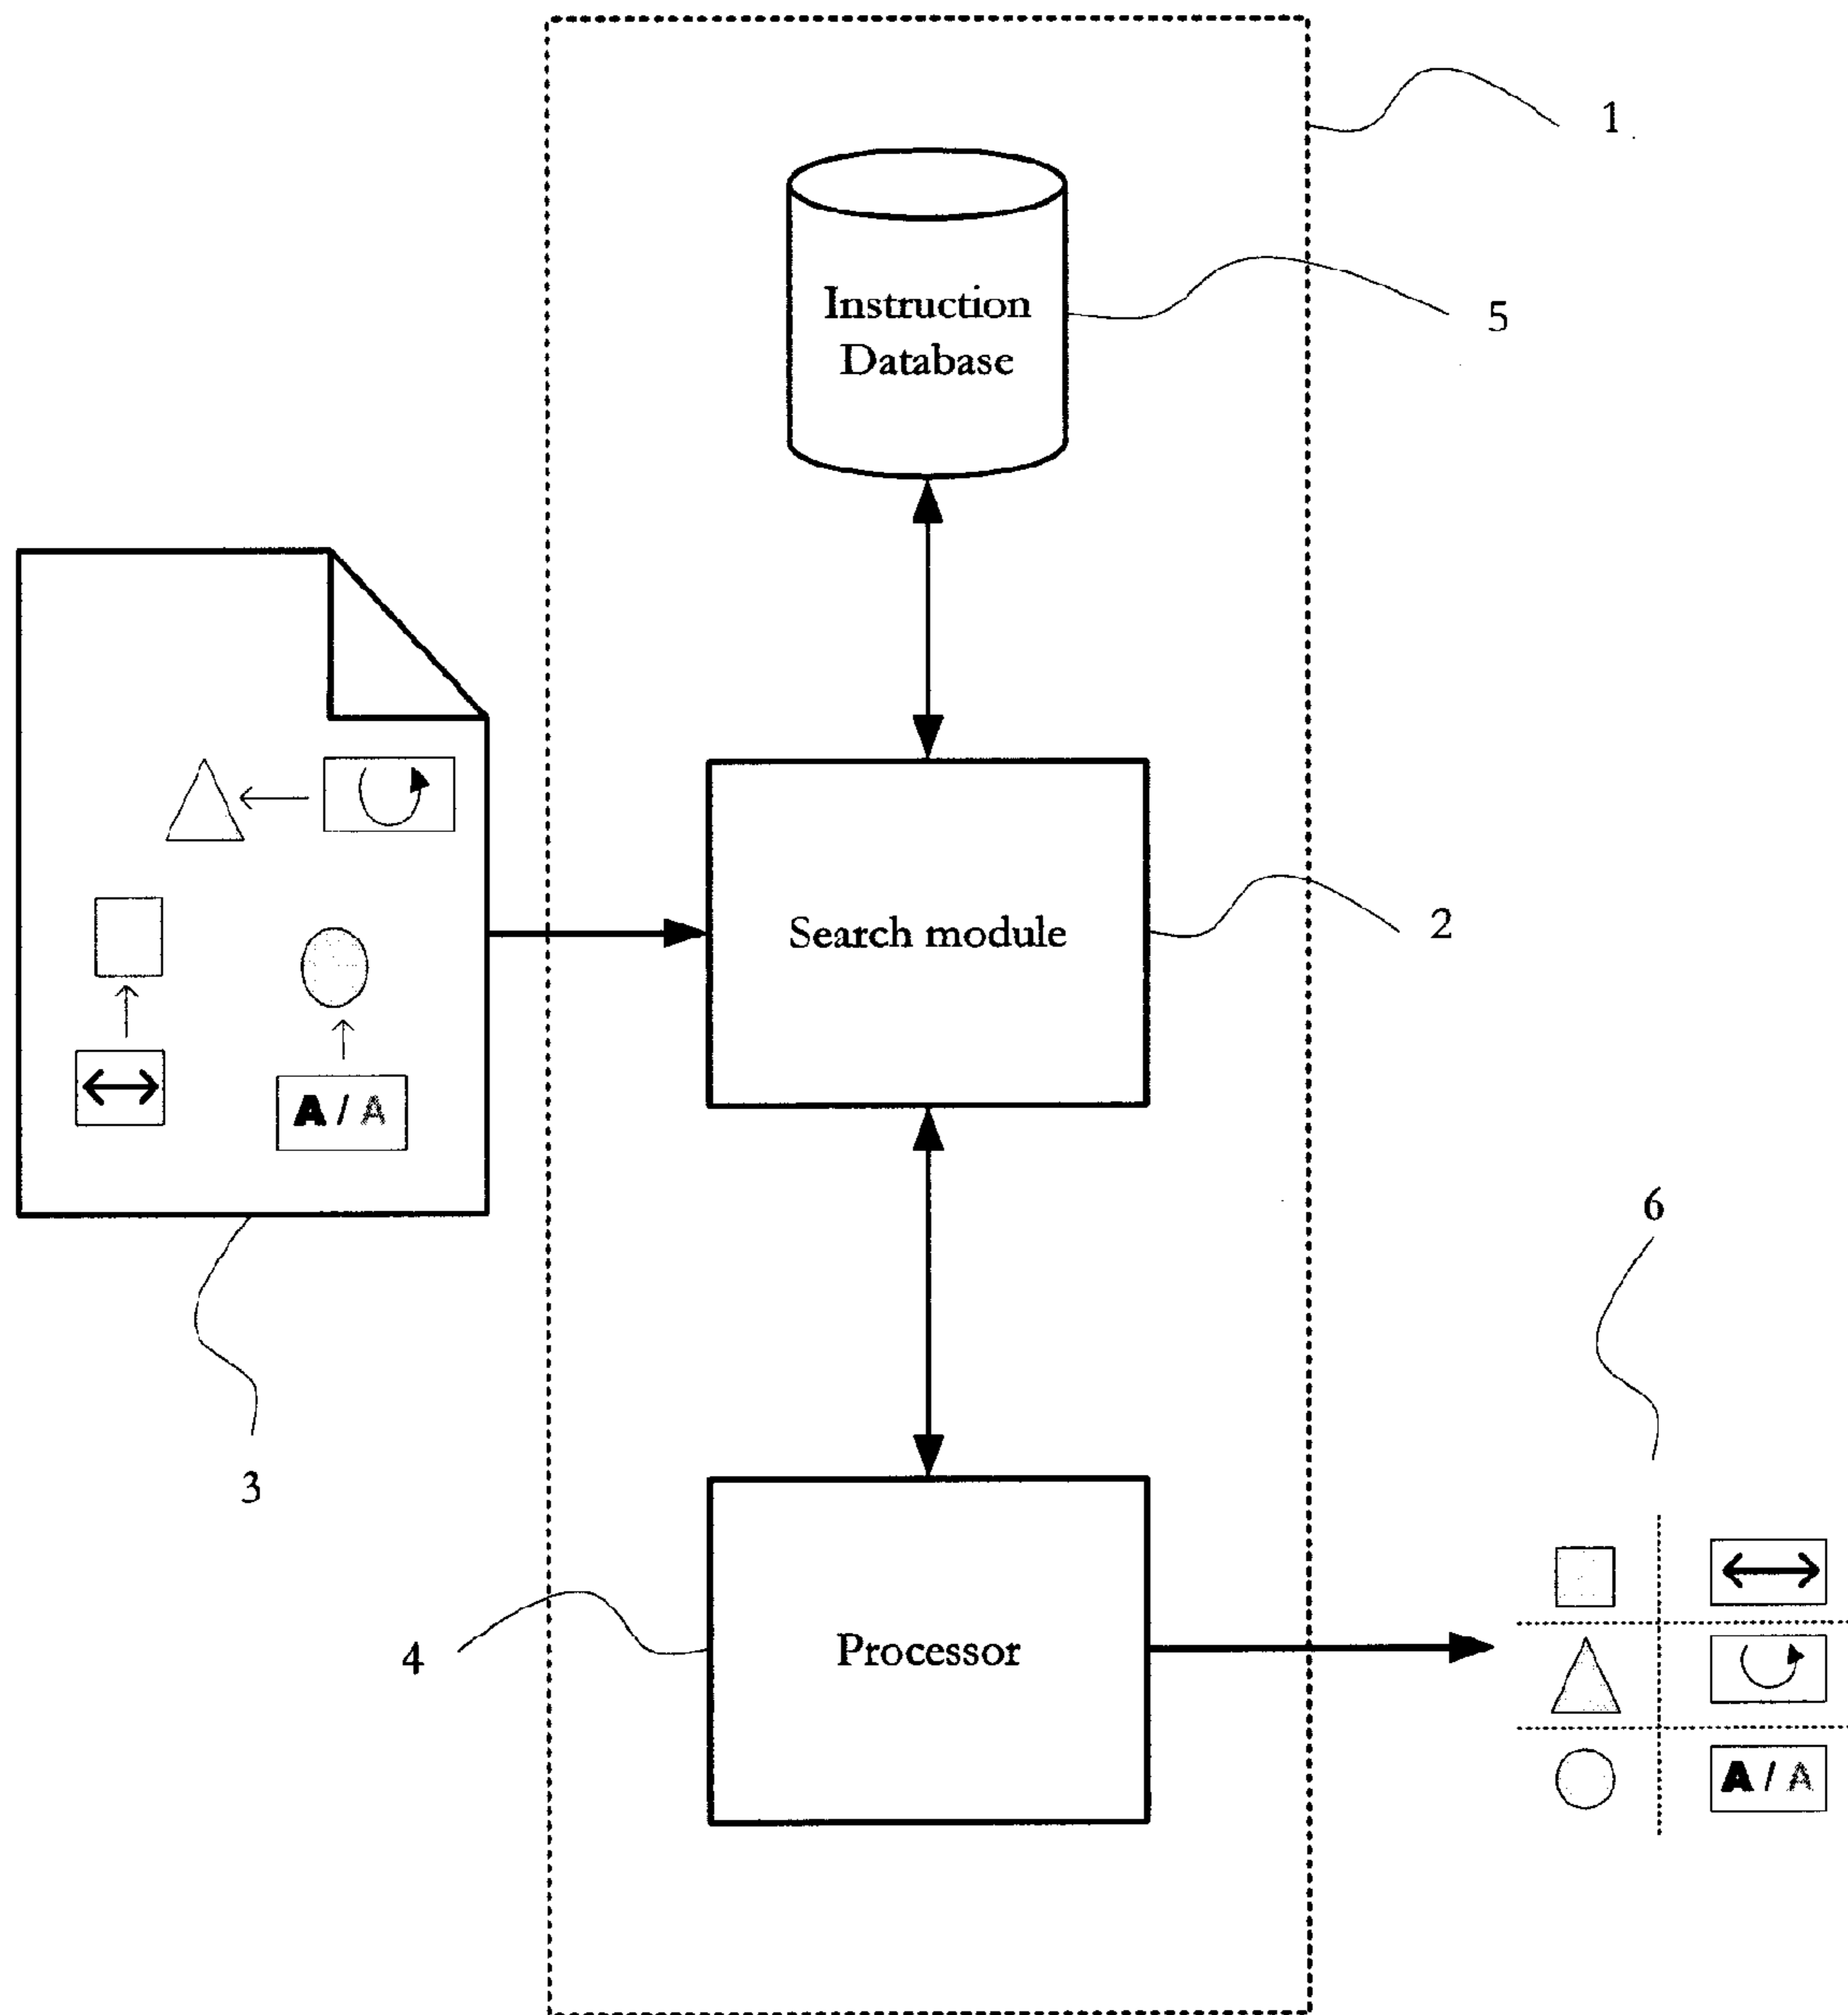 1
Instruction
Database
5
Search module
2
A / A
3
6
Processor
4
A / A